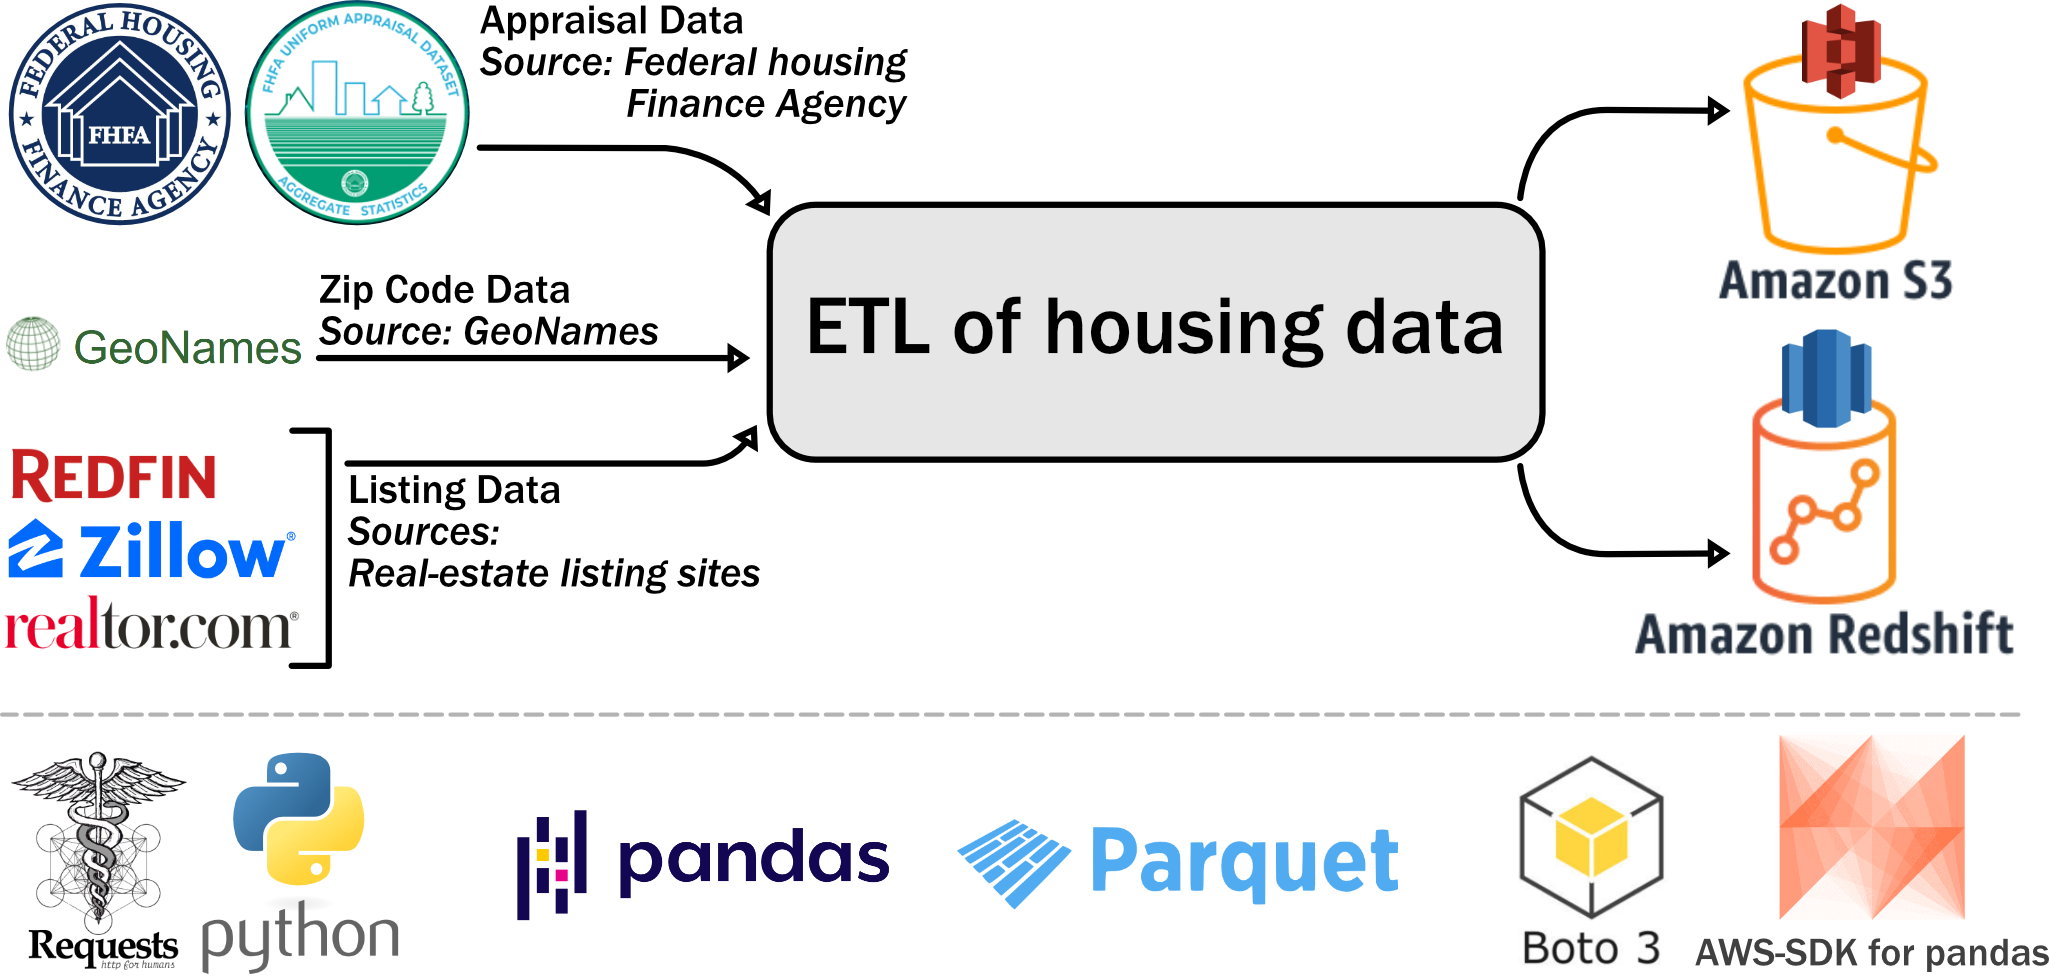 FEDERAL HOUSING
FHFA
FINANCE AGENCY
FHFA UNIFORM APPRAISAL DATASET
AGGREGATE STATISTICS
Appraisal Data
Source: Federal housing
Finance Agency
GeoNames
Zip Code Data
Source: GeoNames
REDFIN
Zillow®
realtor.com®
Listing Data
Sources:
Real-estate listing sites
ETL of housing data
Amazon S3
Amazon Redshift
Requests
http for humans
python
pandas
Parquet
Boto 3
AWS-SDK for pandas